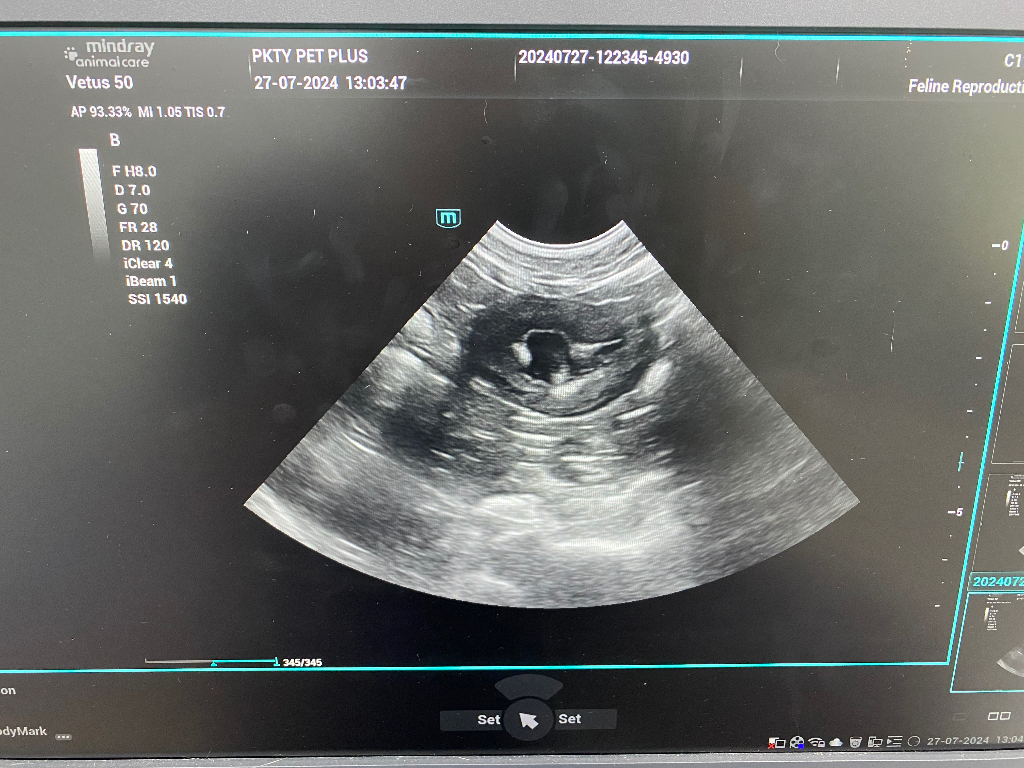 mindray
animal care
Vetus 50
PKTY PET PLUS
27-07-2024 13:03:47
20240727-122345-4930
C1
Feline Reproducti
AP 93.33% MI 1.05 TIS 0.7
B
F H8.0
D 7.0
G 70
FR 28
DR 120
iClear 4
iBeam 1
SSI 1540
m
0
5
2024072
345/345
on
Set
Set
odyMark
27-07-2024 13:04